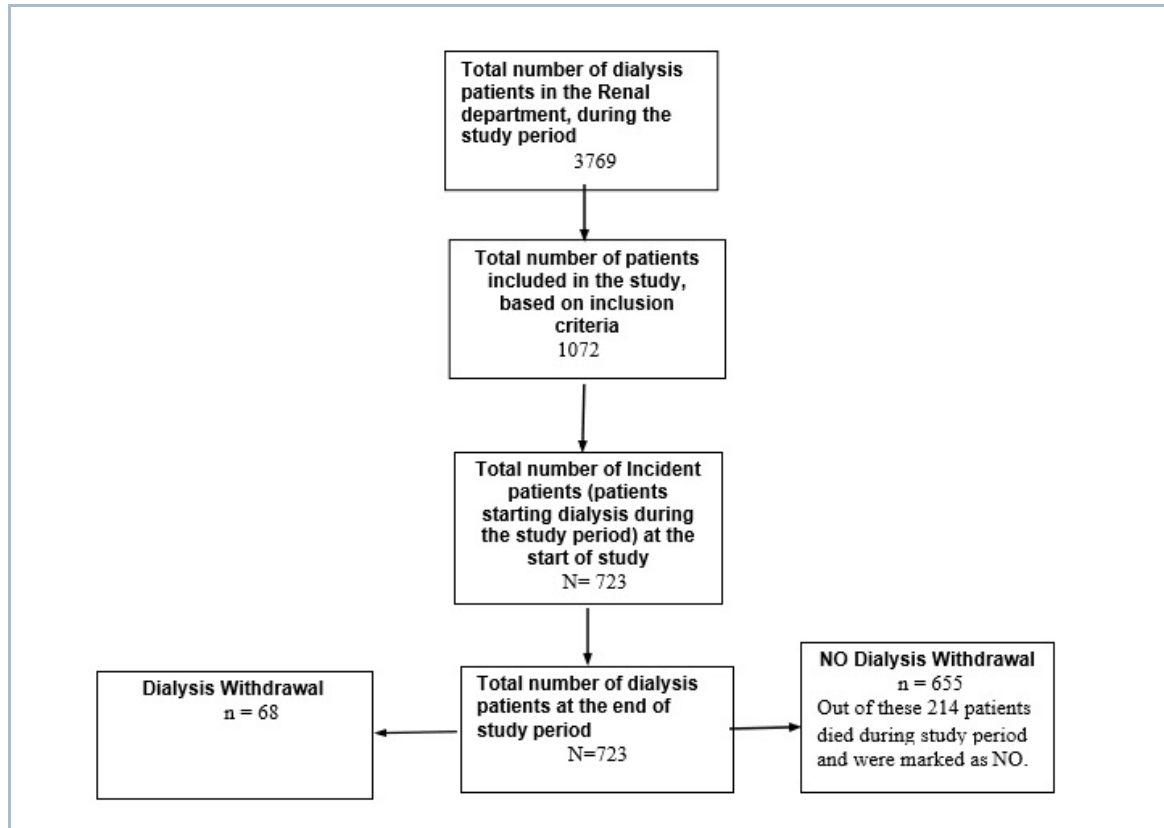 Total number of dialysis
patients in the Renal
department, during the
study period
3769
Total number of patients
included in the study,
based on inclusion
criteria
1072
Total number of Incident
patients (patients
starting dialysis during
the study period) at the
start of study
N= 723
Dialysis Withdrawal
n = 68
Total number of dialysis
patients at the end of
study period
N=723
NO Dialysis Withdrawal
n = 655
Out of these 214 patients
died during study period
and were marked as NO.